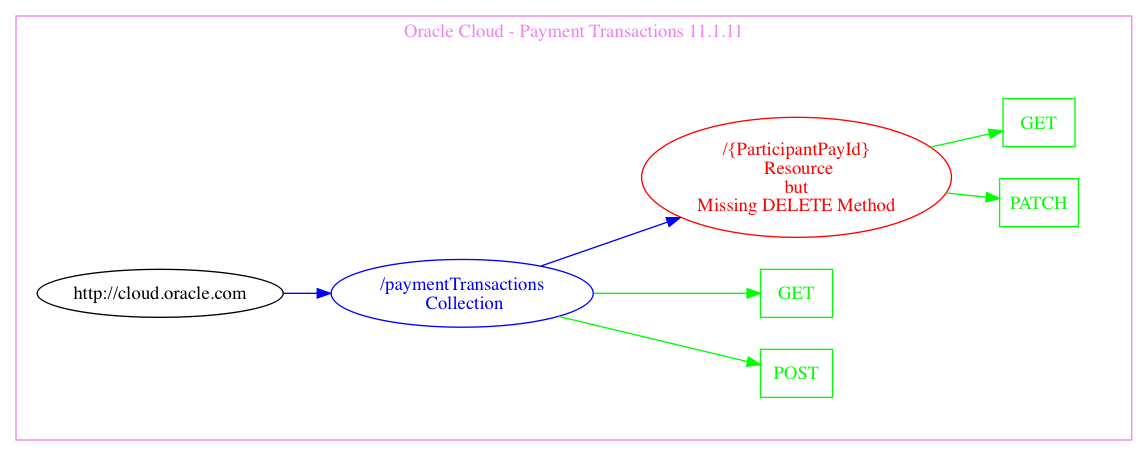 Oracle Cloud - Payment Transactions 11.1.11
http://cloud.oracle.com
/paymentTransactions
Collection
/{ParticipantPayId}
Resource
but
Missing DELETE Method
GET
PATCH
GET
POST